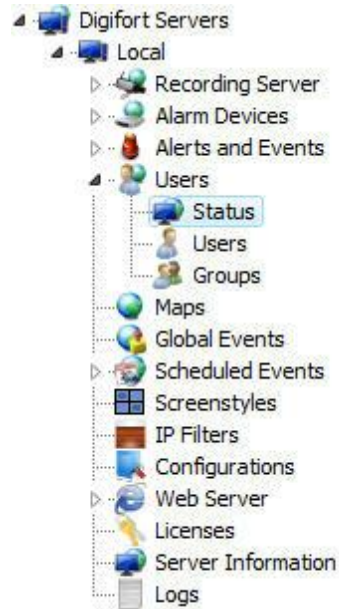 Digifort Servers
Local
Recording Server
Alarm Devices
Alerts and Events
Users
Status
Users
Groups
Maps
Global Events
Scheduled Events
Screenstyles
IP Filters
Configurations
Web Server
Licenses
Server Information
Logs